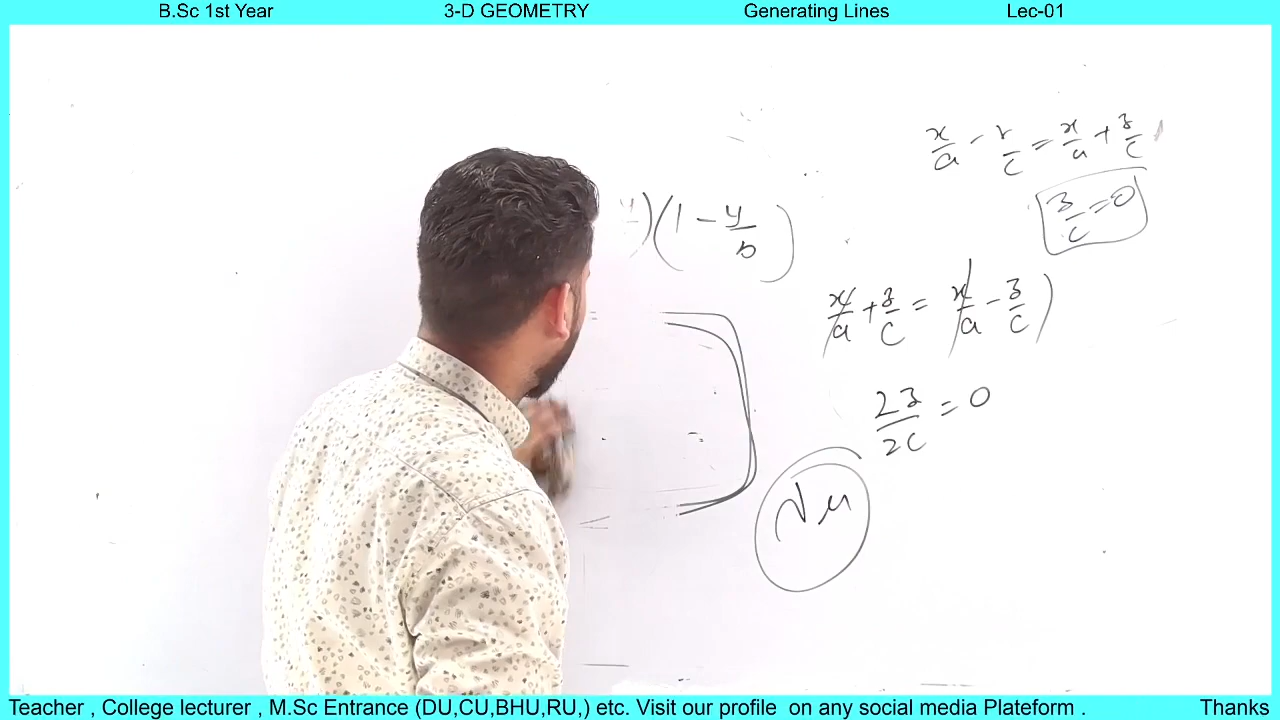 B.Sc 1st Year 3-D GEOMETRY Generating Lines Lec-01
x/a - z/c = x/a + z/c
z/c = 0
)(1 - y/b)
x/a + z/c = x/a - z/c)
2z/2c = 0
Teacher , College lecturer , M.Sc Entrance (DU,CU,BHU,RU,) etc. Visit our profile on any social media Plateform . Thanks